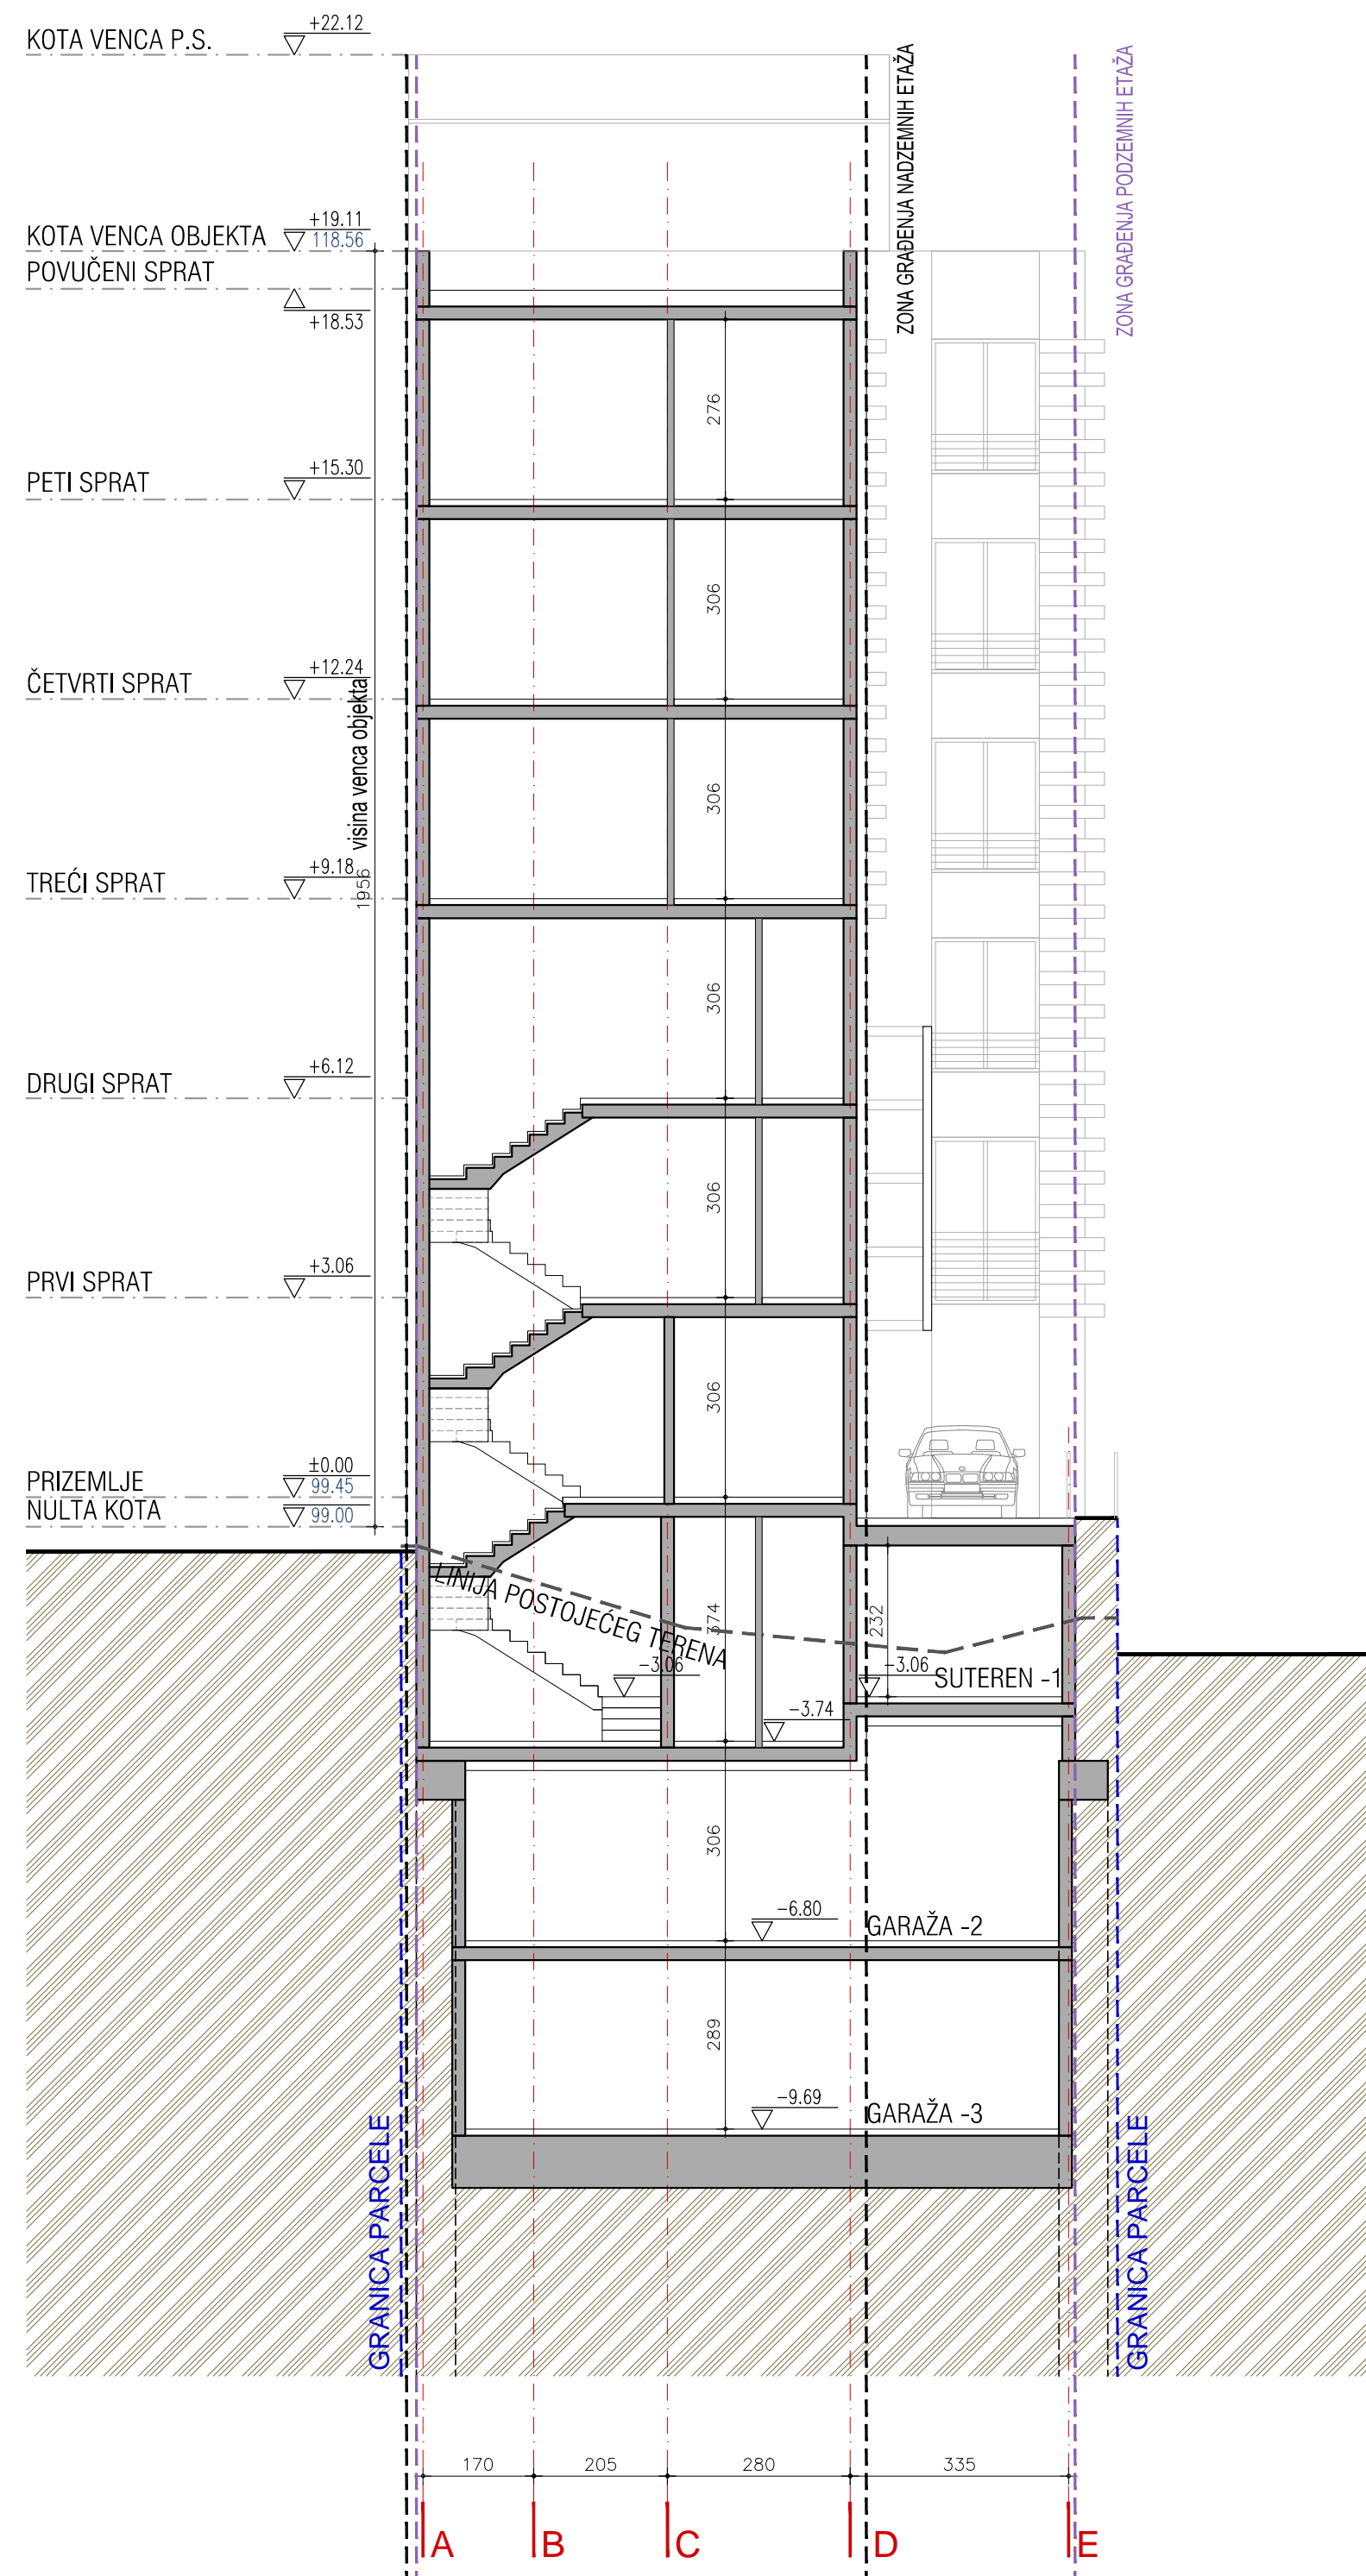 KOTA VENCA P.S.
+22.12
KOTA VENCA OBJEKTA
+19.11
118.56
POVUČENI SPRAT
+18.53
ZONA GRAĐENJA NADZEMNIH ETAŽA
ZONA GRAĐENJA PODZEMNIH ETAŽA
276
PETI SPRAT
+15.30
306
ČETVRTI SPRAT
+12.24
visina venca objekta
1956
306
TREĆI SPRAT
+9.18
306
DRUGI SPRAT
+6.12
306
PRVI SPRAT
+3.06
306
PRIZEMLJE
±0.00
99.45
NULTA KOTA
99.00
LINIJA POSTOJEĆEG TERENA
374
232
-3.06
-3.06
SUTEREN -1
-3.74
306
-6.80
GARAŽA -2
289
-9.69
GARAŽA -3
GRANICA PARCELE
GRANICA PARCELE
170
205
280
335
A
B
C
D
E